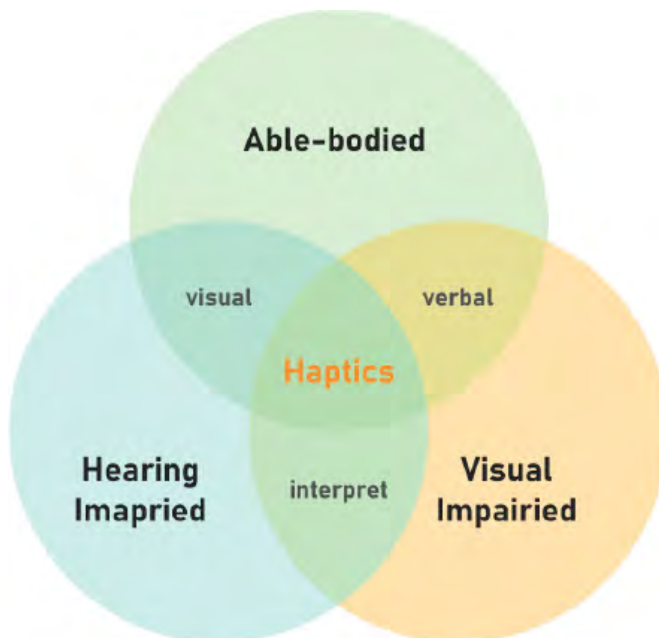 Able-bodied
visual
verbal
Haptics
Hearing
Imapried
Visual
Impairied
interpret